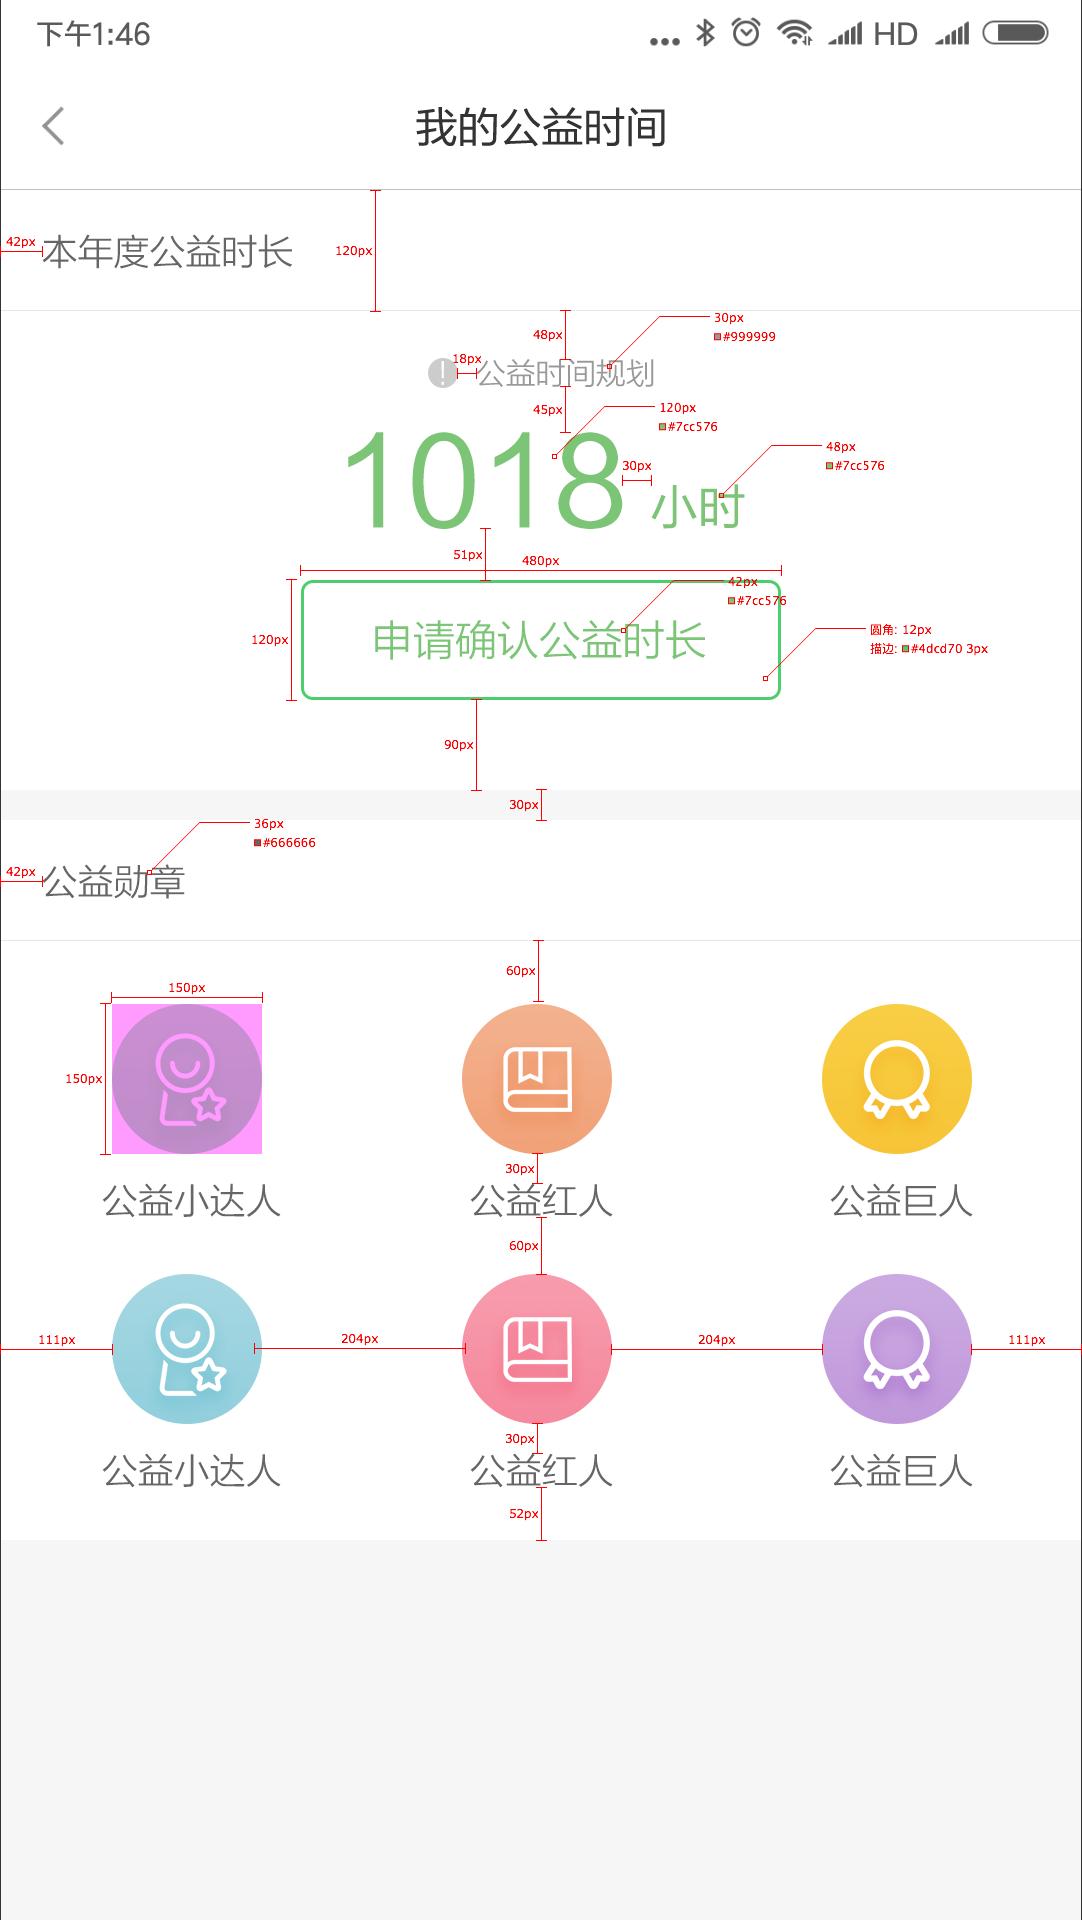 下午1:46
HD
我的公益时间
42px
本年度公益时长
120px
48px
30px
#999999
18px
公益时间规划
45px
120px
#7cc576
1018
30px
小时
48px
#7cc576
51px
480px
120px
申请确认公益时长
42px
#7cc576
圆角: 12px
描边: #4dcd70 3px
90px
30px
36px
#666666
42px
公益勋章
60px
150px
150px
30px
公益小达人
公益红人
公益巨人
60px
111px
204px
204px
111px
30px
公益小达人
公益红人
公益巨人
52px